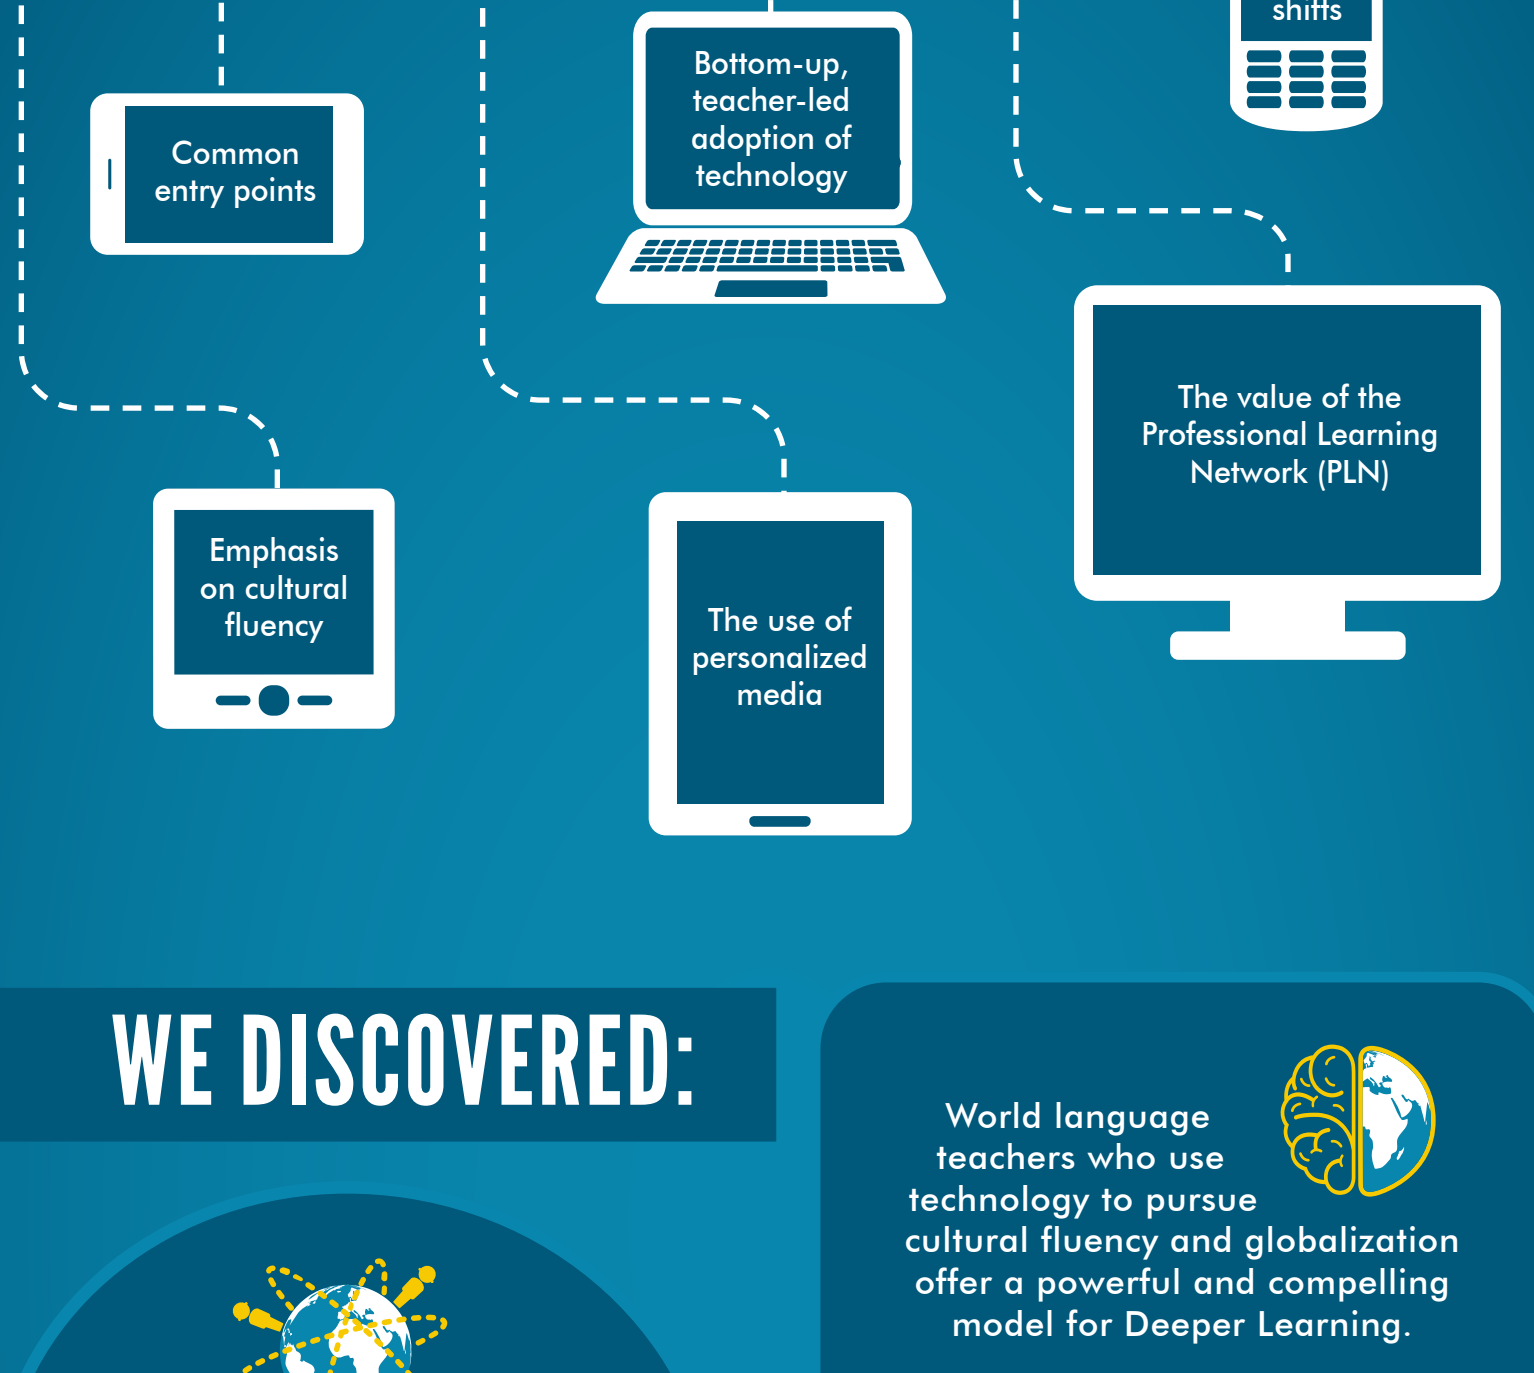 shifts
Bottom-up,
teacher-led
adoption of
technology
Common
entry points
The value of the
Professional Learning
Network (PLN)
Emphasis
on cultural
fluency
The use of
personalized
media
WE DISCOVERED:
World language
teachers who use
technology to pursue
cultural fluency and globalization
offer a powerful and compelling
model for Deeper Learning.